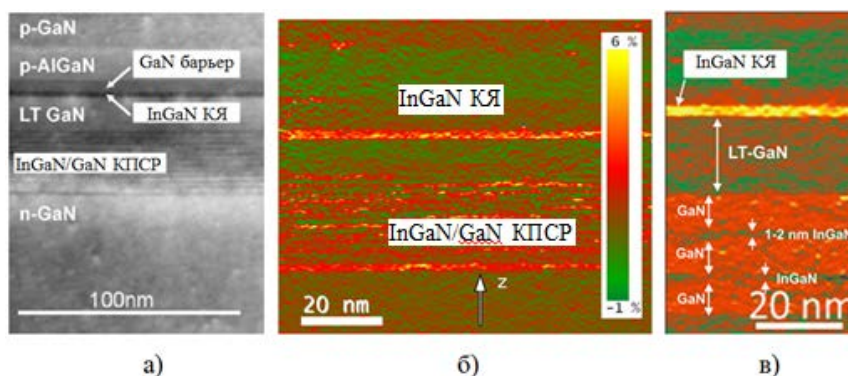 p-GaN
p-AlGaN
GaN барьер
LT GaN
InGaN КЯ
InGaN/GaN КПСР
n-GaN
100nm
а)
6 %
InGaN КЯ
InGaN/GaN КПСР
z
20 nm
-1 %
б)
InGaN КЯ
LT-GaN
GaN
1-2 nm InGaN
GaN
InGaN
GaN
20 nm
в)